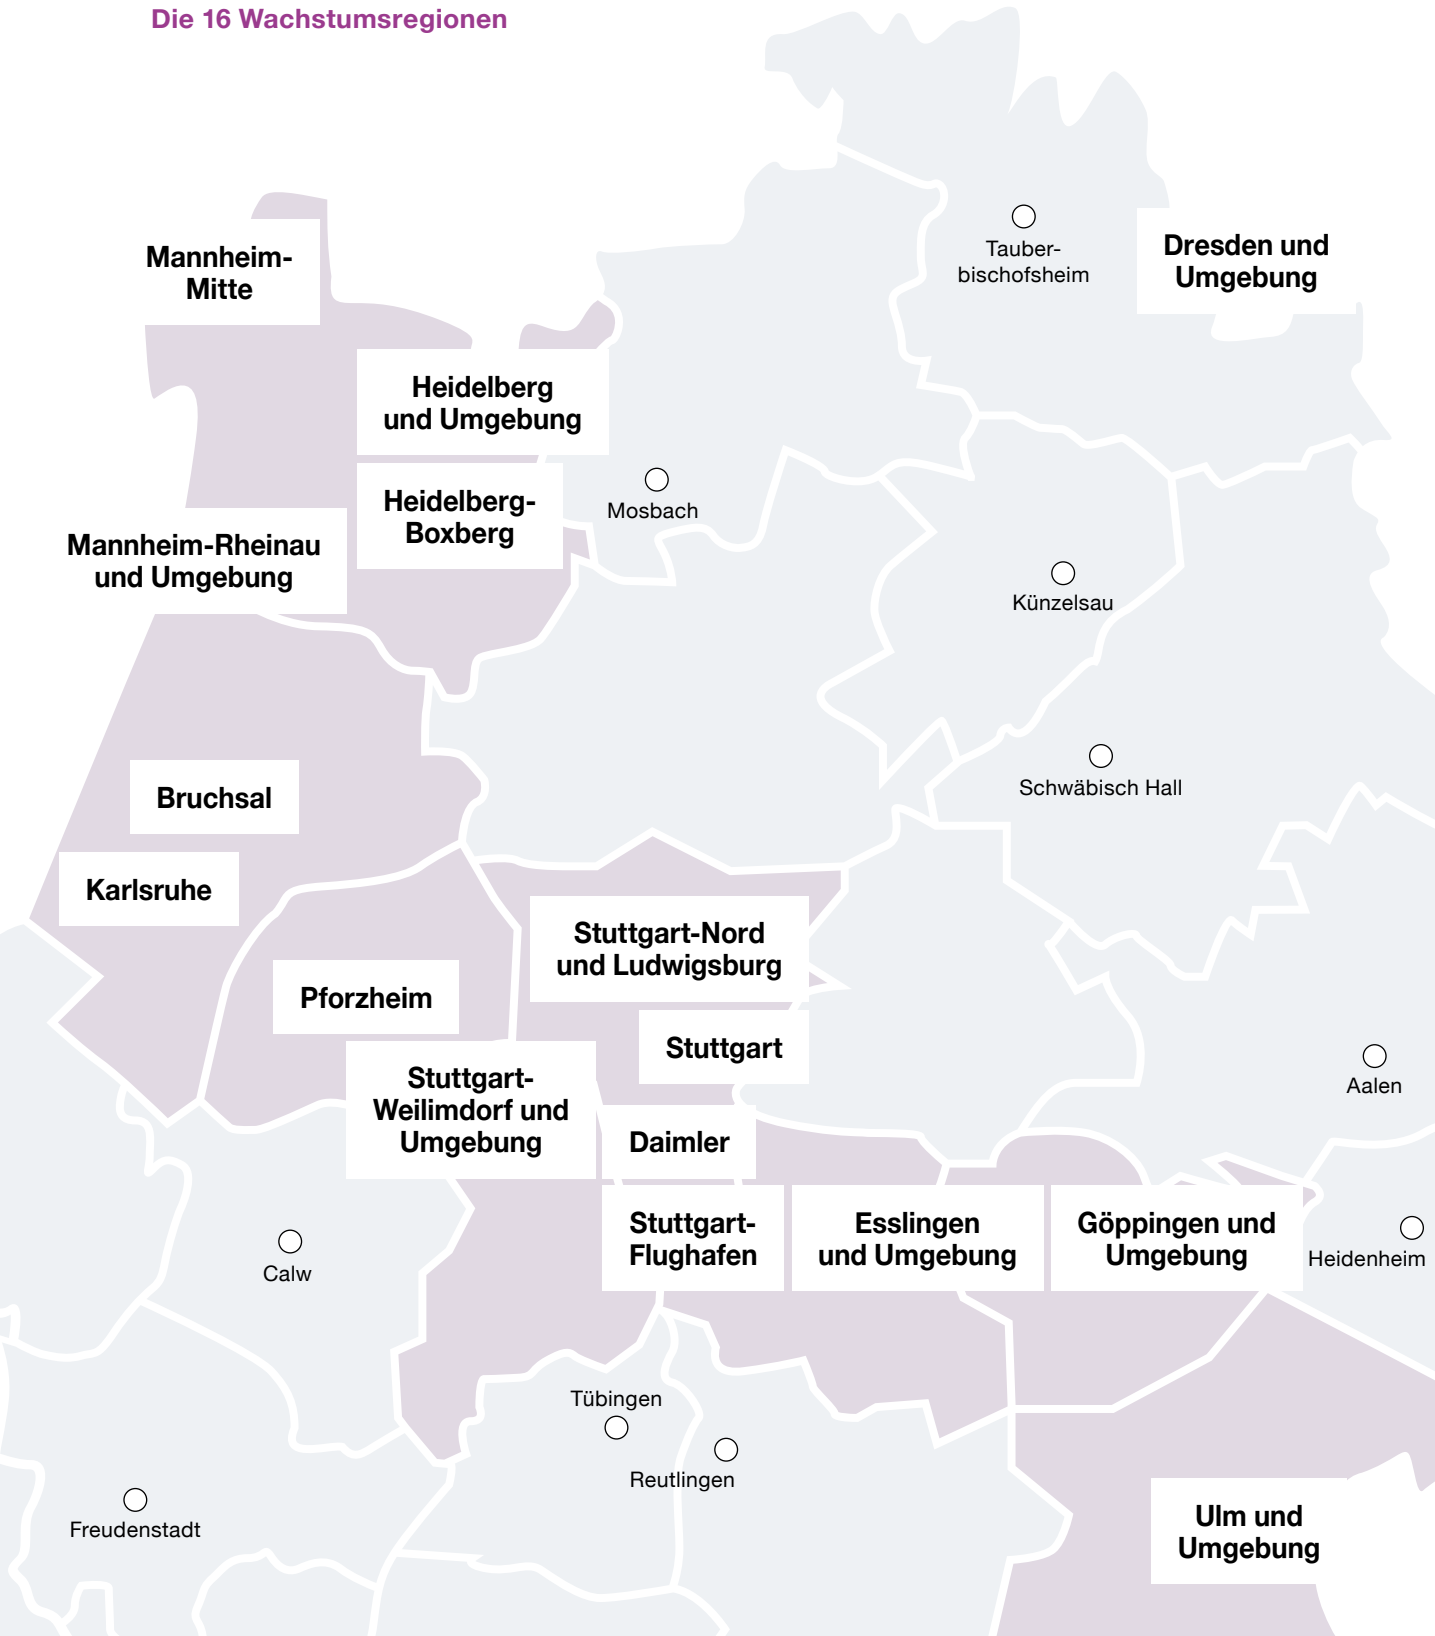 Die 16 Wachstumsregionen
Mannheim-
Mitte
Tauber-
bischofsheim
Dresden und
Umgebung
Heidelberg
und Umgebung
Heidelberg-
Boxberg
Mosbach
Mannheim-Rheinau
und Umgebung
Künzelsau
Schwäbisch Hall
Bruchsal
Karlsruhe
Stuttgart-Nord
und Ludwigsburg
Pforzheim
Stuttgart
Stuttgart-
Weilimdorf und
Umgebung
Aalen
Daimler
Stuttgart-
Flughafen
Esslingen
und Umgebung
Göppingen und
Umgebung
Heidenheim
Calw
Tübingen
Reutlingen
Freudenstadt
Ulm und
Umgebung